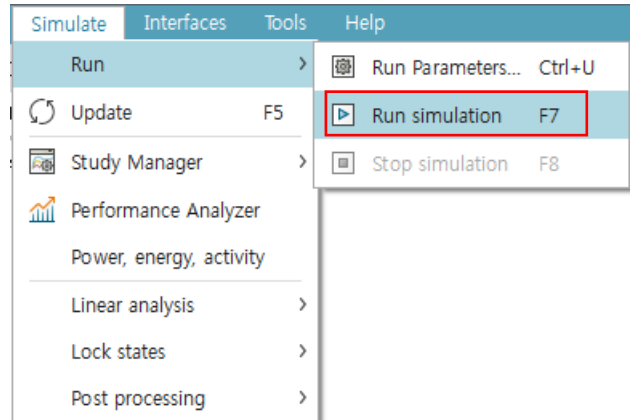 Simulate Interfaces Tools Help
Run
Run Parameters... Ctrl+U
Update F5
Run simulation F7
Study Manager
Stop simulation F8
Performance Analyzer
Power, energy, activity
Linear analysis
Lock states
Post processing